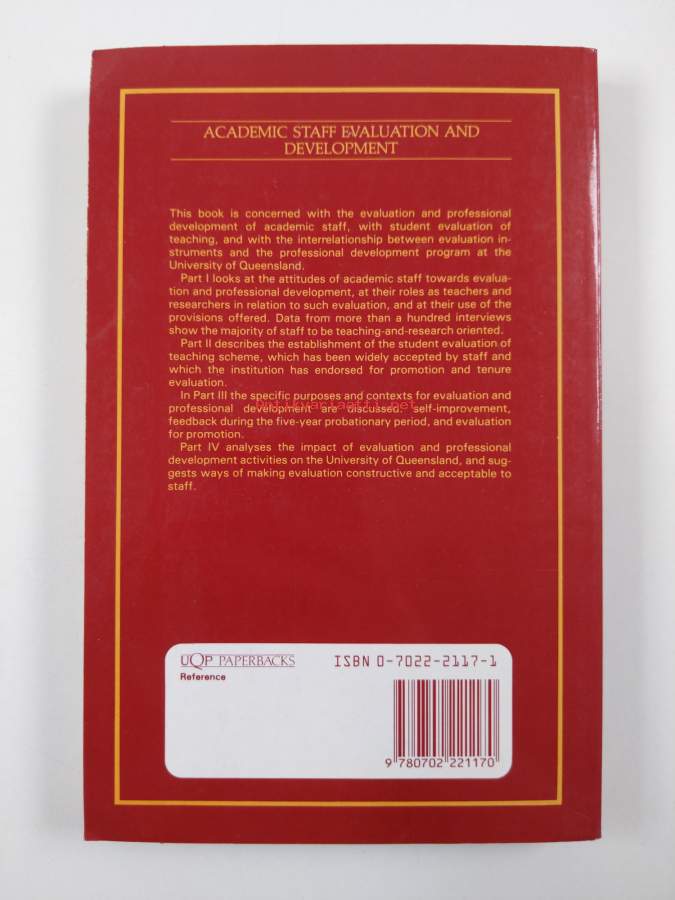 ACADEMIC STAFF EVALUATION AND
DEVELOPMENT
This book is concerned with the evaluation and professional
development of academic staff, with student evaluation of
teaching, and with the interrelationship between evaluation in-
struments and the professional development program at the
University of Queensland.
Part I looks at the attitudes of academic staff towards evalua-
tion and professional development, at their roles as teachers and
researchers in relation to such evaluation, and at their use of the
provisions offered. Data from more than a hundred interviews
show the majority of staff to be teaching-and-research oriented.
Part II describes the establishment of the student evaluation of
teaching scheme, which has been widely accepted by staff and
which the institution has endorsed for promotion and tenure
evaluation.
In Part III the specific purposes and contexts for evaluation and
Antikvariaatti.net
professional development are discussed: self-improvement,
feedback during the five-year probationary period, and evaluation
for promotion.
Part IV analyses the impact of evaluation and professional
development activities on the University of Queensland, and sug-
gests ways of making evaluation constructive and acceptable to
staff.
UQP PAPERBACKS
Reference
ISBN 0-7022-2117-1
9 780702 221170